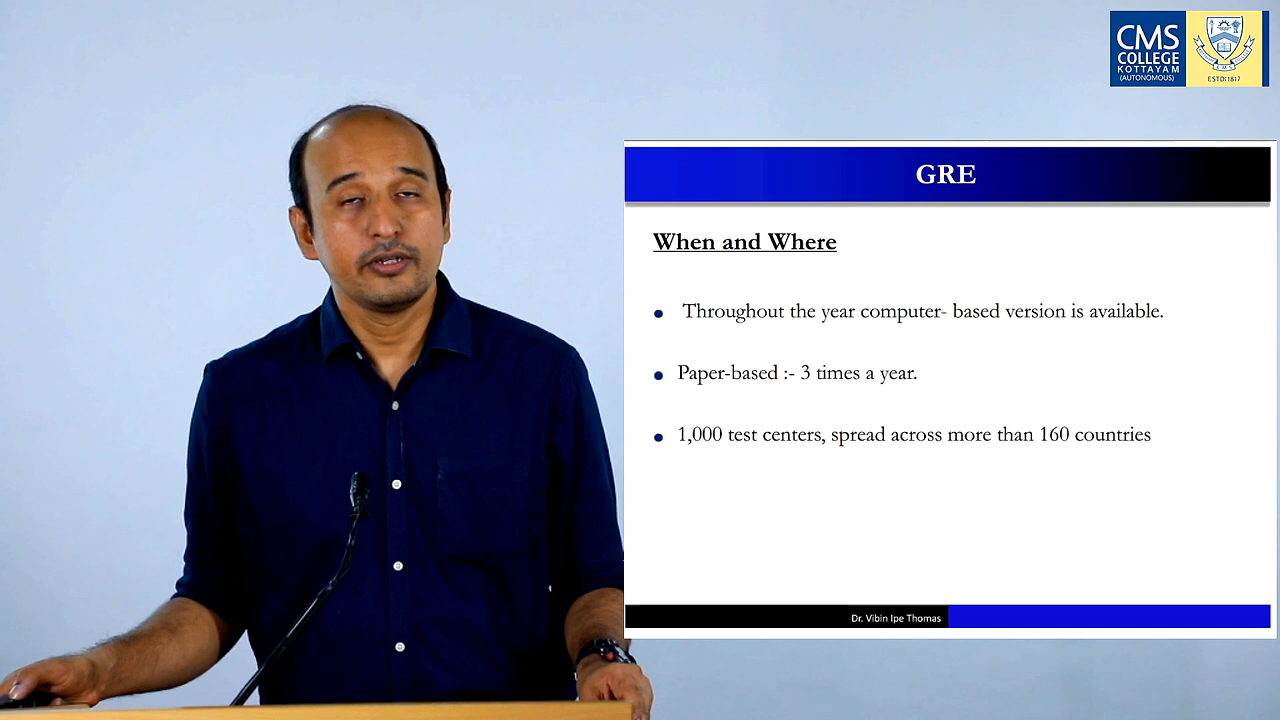 CMS
COLLEGE
KOTTAYAM
(AUTONOMOUS)
ESTD:1817
GRE
When and Where
Throughout the year computer- based version is available.
Paper-based :- 3 times a year.
1,000 test centers, spread across more than 160 countries
Dr. Vibin Ipe Thomas